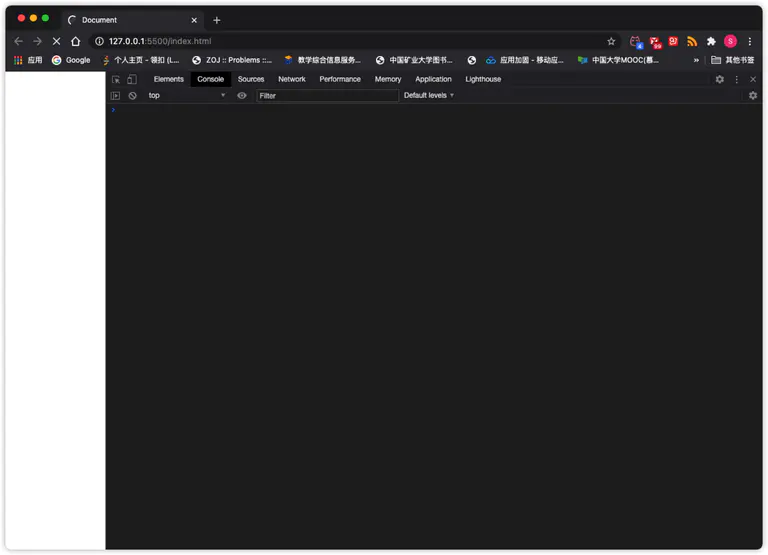 Document
127.0.0.1:5500/index.html
应用 Google 个人主页 - 领扣 (L... ZOJ :: Problems ::... 教学综合信息服务... 中国矿业大学图书... 应用加固 - 移动应... 中国大学MOOC(慕... » 其他书签
Elements Console Sources Network Performance Memory Application Lighthouse
top Filter Default levels